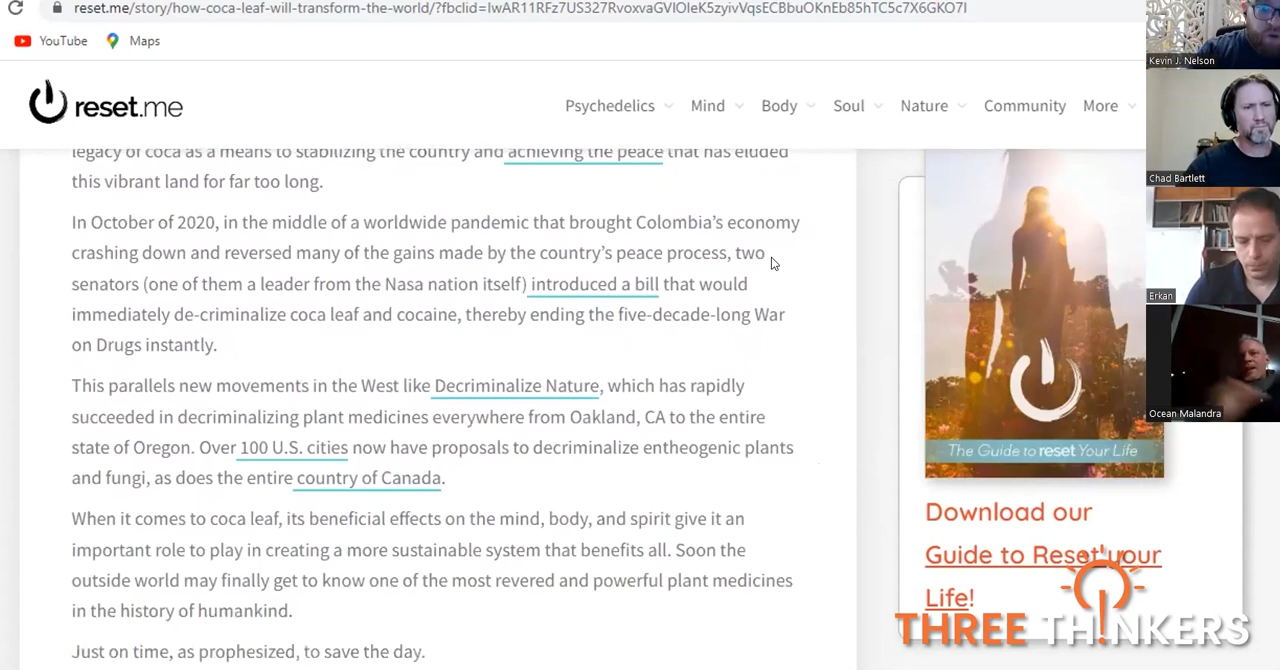 reset.me/story/how-coca-leaf-will-transform-the-world/?fbclid=IwAR11RFz7US327RvoxvaGVIOleK5zyivVqsECBbuOKnEb85hTC5c7X6GKO7I
YouTube
Maps
reset.me
Psychedelics
Mind
Body
Soul
Nature
Community
More
legacy of coca as a means to stabilizing the country and achieving the peace that has eluded
this vibrant land for far too long.
In October of 2020, in the middle of a worldwide pandemic that brought Colombia's economy
crashing down and reversed many of the gains made by the country's peace process, two
senators (one of them a leader from the Nasa nation itself) introduced a bill that would
immediately de-criminalize coca leaf and cocaine, thereby ending the five-decade-long War
on Drugs instantly.
This parallels new movements in the West like Decriminalize Nature, which has rapidly
succeeded in decriminalizing plant medicines everywhere from Oakland, CA to the entire
state of Oregon. Over 100 U.S. cities now have proposals to decriminalize entheogenic plants
and fungi, as does the entire country of Canada.
When it comes to coca leaf, its beneficial effects on the mind, body, and spirit give it an
important role to play in creating a more sustainable system that benefits all. Soon the
outside world may finally get to know one of the most revered and powerful plant medicines
in the history of humankind.
Just on time, as prophesized, to save the day.
The Guide to reset Your Life
Download our
Guide to Reset your
Life!
THREE TH!NKERS
Kevin J. Nelson
Chad Bartlett
Erkan
Ocean Malandra